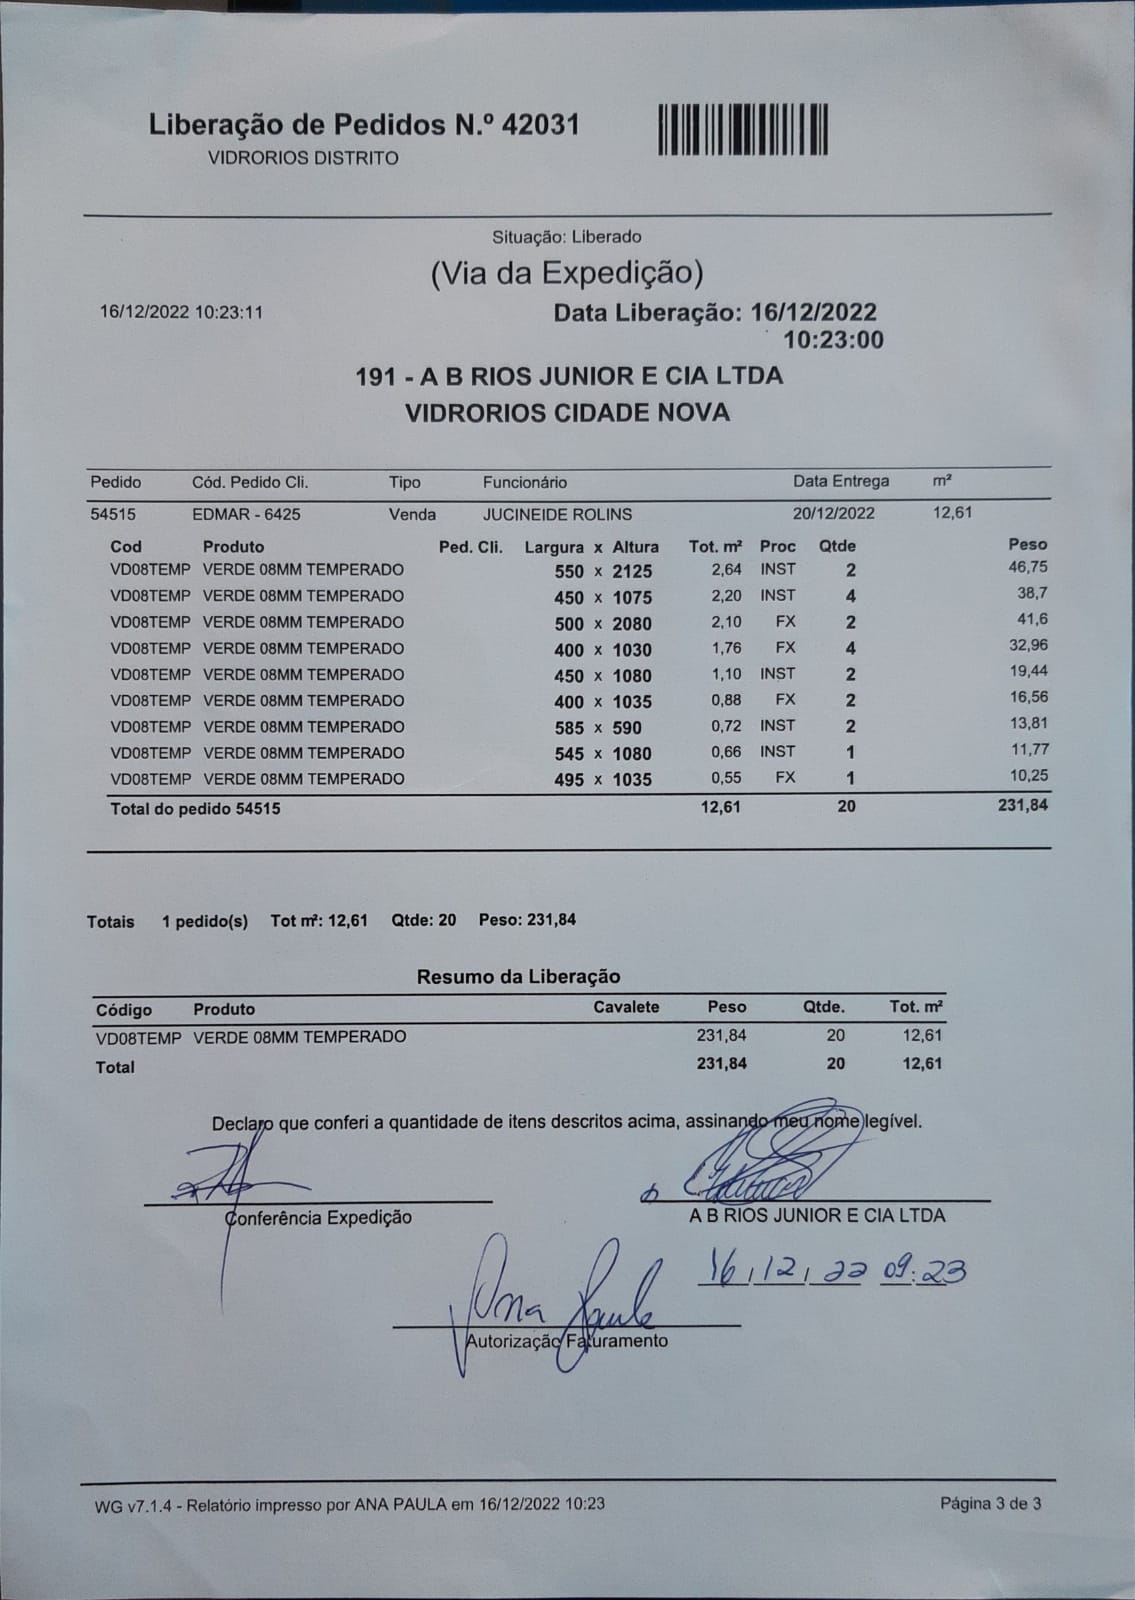 Liberação de Pedidos N.º 42031
VIDRORIOS DISTRITO
Situação: Liberado
(Via da Expedição)
16/12/2022 10:23:11 Data Liberação: 16/12/2022
10:23:00
191 - A B RIOS JUNIOR E CIA LTDA
VIDRORIOS CIDADE NOVA
Pedido Cód. Pedido Cli. Tipo Funcionário Data Entrega m²
54515 EDMAR - 6425 Venda JUCINEIDE ROLINS 20/12/2022 12,61
Cod Produto Ped. Cli. Largura x Altura Tot. m² Proc Qtde Peso
VD08TEMP VERDE 08MM TEMPERADO 550 x 2125 2,64 INST 2 46,75
VD08TEMP VERDE 08MM TEMPERADO 450 x 1075 2,20 INST 4 38,7
VD08TEMP VERDE 08MM TEMPERADO 500 x 2080 2,10 FX 2 41,6
VD08TEMP VERDE 08MM TEMPERADO 400 x 1030 1,76 FX 4 32,96
VD08TEMP VERDE 08MM TEMPERADO 450 x 1080 1,10 INST 2 19,44
VD08TEMP VERDE 08MM TEMPERADO 400 x 1035 0,88 FX 2 16,56
VD08TEMP VERDE 08MM TEMPERADO 585 x 590 0,72 INST 2 13,81
VD08TEMP VERDE 08MM TEMPERADO 545 x 1080 0,66 INST 1 11,77
VD08TEMP VERDE 08MM TEMPERADO 495 x 1035 0,55 FX 1 10,25
Total do pedido 54515 12,61 20 231,84
Totais 1 pedido(s) Tot m²: 12,61 Qtde: 20 Peso: 231,84
Resumo da Liberação
Código Produto Cavalete Peso Qtde. Tot. m²
VD08TEMP VERDE 08MM TEMPERADO 231,84 20 12,61
Total 231,84 20 12,61
Declaro que conferi a quantidade de itens descritos acima, assinando meu nome legível.
Conferência Expedição A B RIOS JUNIOR E CIA LTDA
16/12/22 09:23
Ana Paula
Autorização Faturamento
WG v7.1.4 - Relatório impresso por ANA PAULA em 16/12/2022 10:23 Página 3 de 3